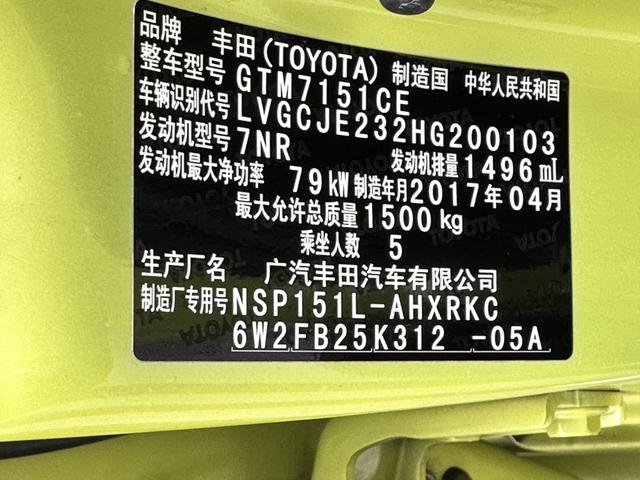 品牌 丰田(TOYOTA) 制造国 中华人民共和国
整车型号 GTM7151CE
车辆识别代号 LVGCJE232HG200103
发动机型号 7NR 发动机排量 1496mL
发动机最大净功率 79kW 制造年月 2017年04月
最大允许总质量 1500kg
乘坐人数 5
生产厂名 广汽丰田汽车有限公司
制造厂专用号 NSP151L-AHXRKC
6W2FB25K312 -05A